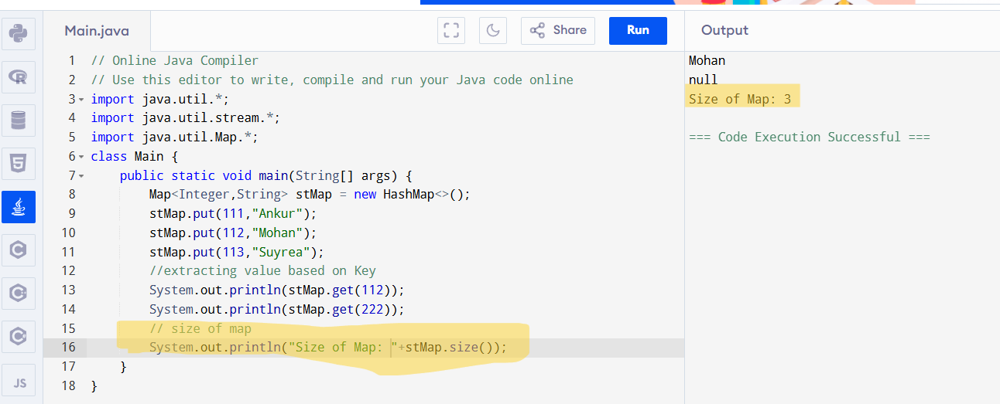 Main.java
Share
Run
Output
1 // Online Java Compiler
2 // Use this editor to write, compile and run your Java code online
3 import java.util.*;
4 import java.util.stream.*;
5 import java.util.Map.*;
6 class Main {
7 public static void main(String[] args) {
8 Map<Integer,String> stMap = new HashMap<>();
9 stMap.put(111,"Ankur");
10 stMap.put(112,"Mohan");
11 stMap.put(113,"Suyrea");
12 //extracting value based on Key
13 System.out.println(stMap.get(112));
14 System.out.println(stMap.get(222));
15 // size of map
16 System.out.println("Size of Map: "+stMap.size());
17 }
18 }
Mohan
null
Size of Map: 3
=== Code Execution Successful ===
R
5
C
C
C
JS